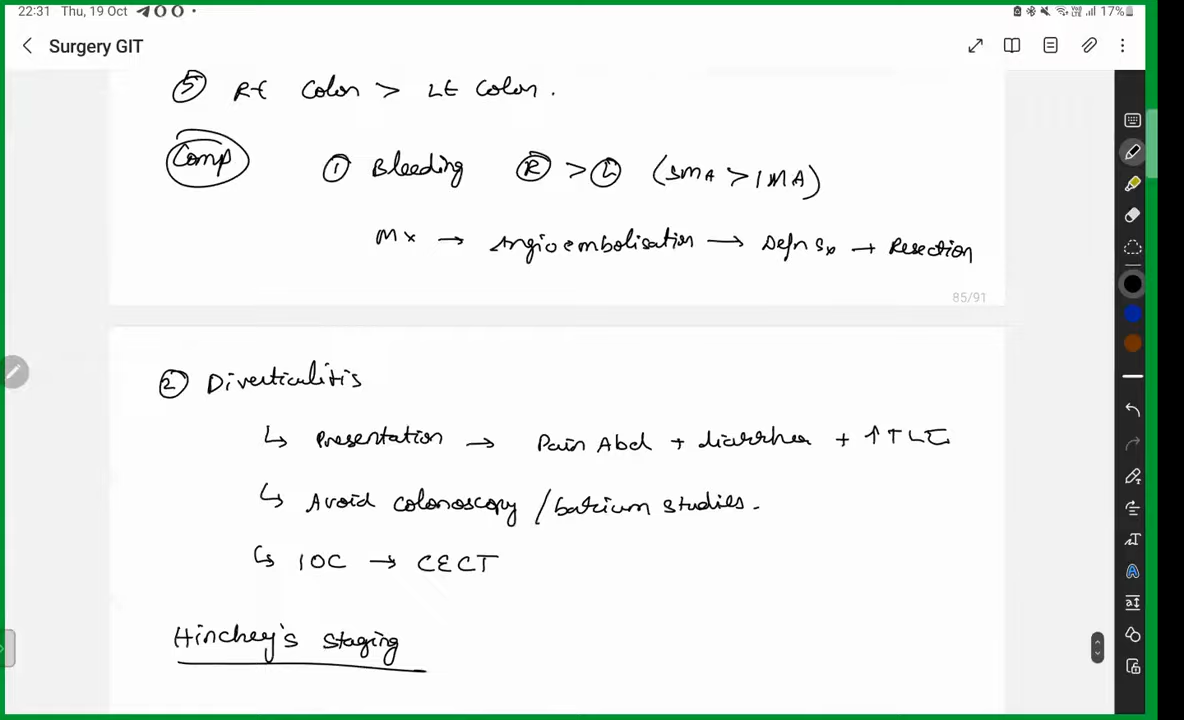 22:31 Thu, 19 Oct
17%
Surgery GIT
⑤ Rt Colon > Lt Colon.
Comp ① Bleeding Ⓡ > Ⓛ (SMA > IMA)
Mx → Angioembolisation → Defn Sx → Resection
85/91
② Diverticulitis
↳ Presentation → Pain Abd + diarrhea + ↑TLC
↳ Avoid colonoscopy / barium studies.
↳ IOC → CECT
Hinchey's Staging